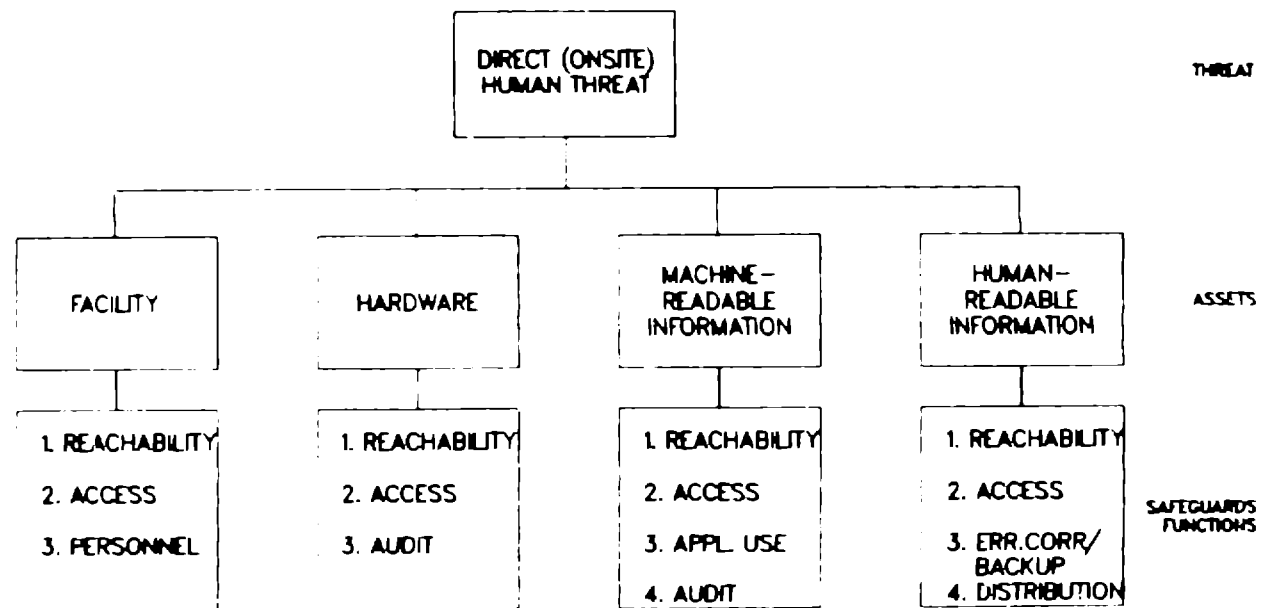 DIRECT (ONSITE)
HUMAN THREAT
THREAT
FACILITY
HARDWARE
MACHINE-
READABLE
INFORMATION
HUMAN-
READABLE
INFORMATION
ASSETS
1. REACHABILITY
2. ACCESS
3. PERSONNEL
1. REACHABILITY
2. ACCESS
3. AUDIT
1. REACHABILITY
2. ACCESS
3. APPL. USE
4. AUDIT
1. REACHABILITY
2. ACCESS
3. ERR.CORR/
BACKUP
4. DISTRIBUTION
SAFEGUARDS
FUNCTIONS